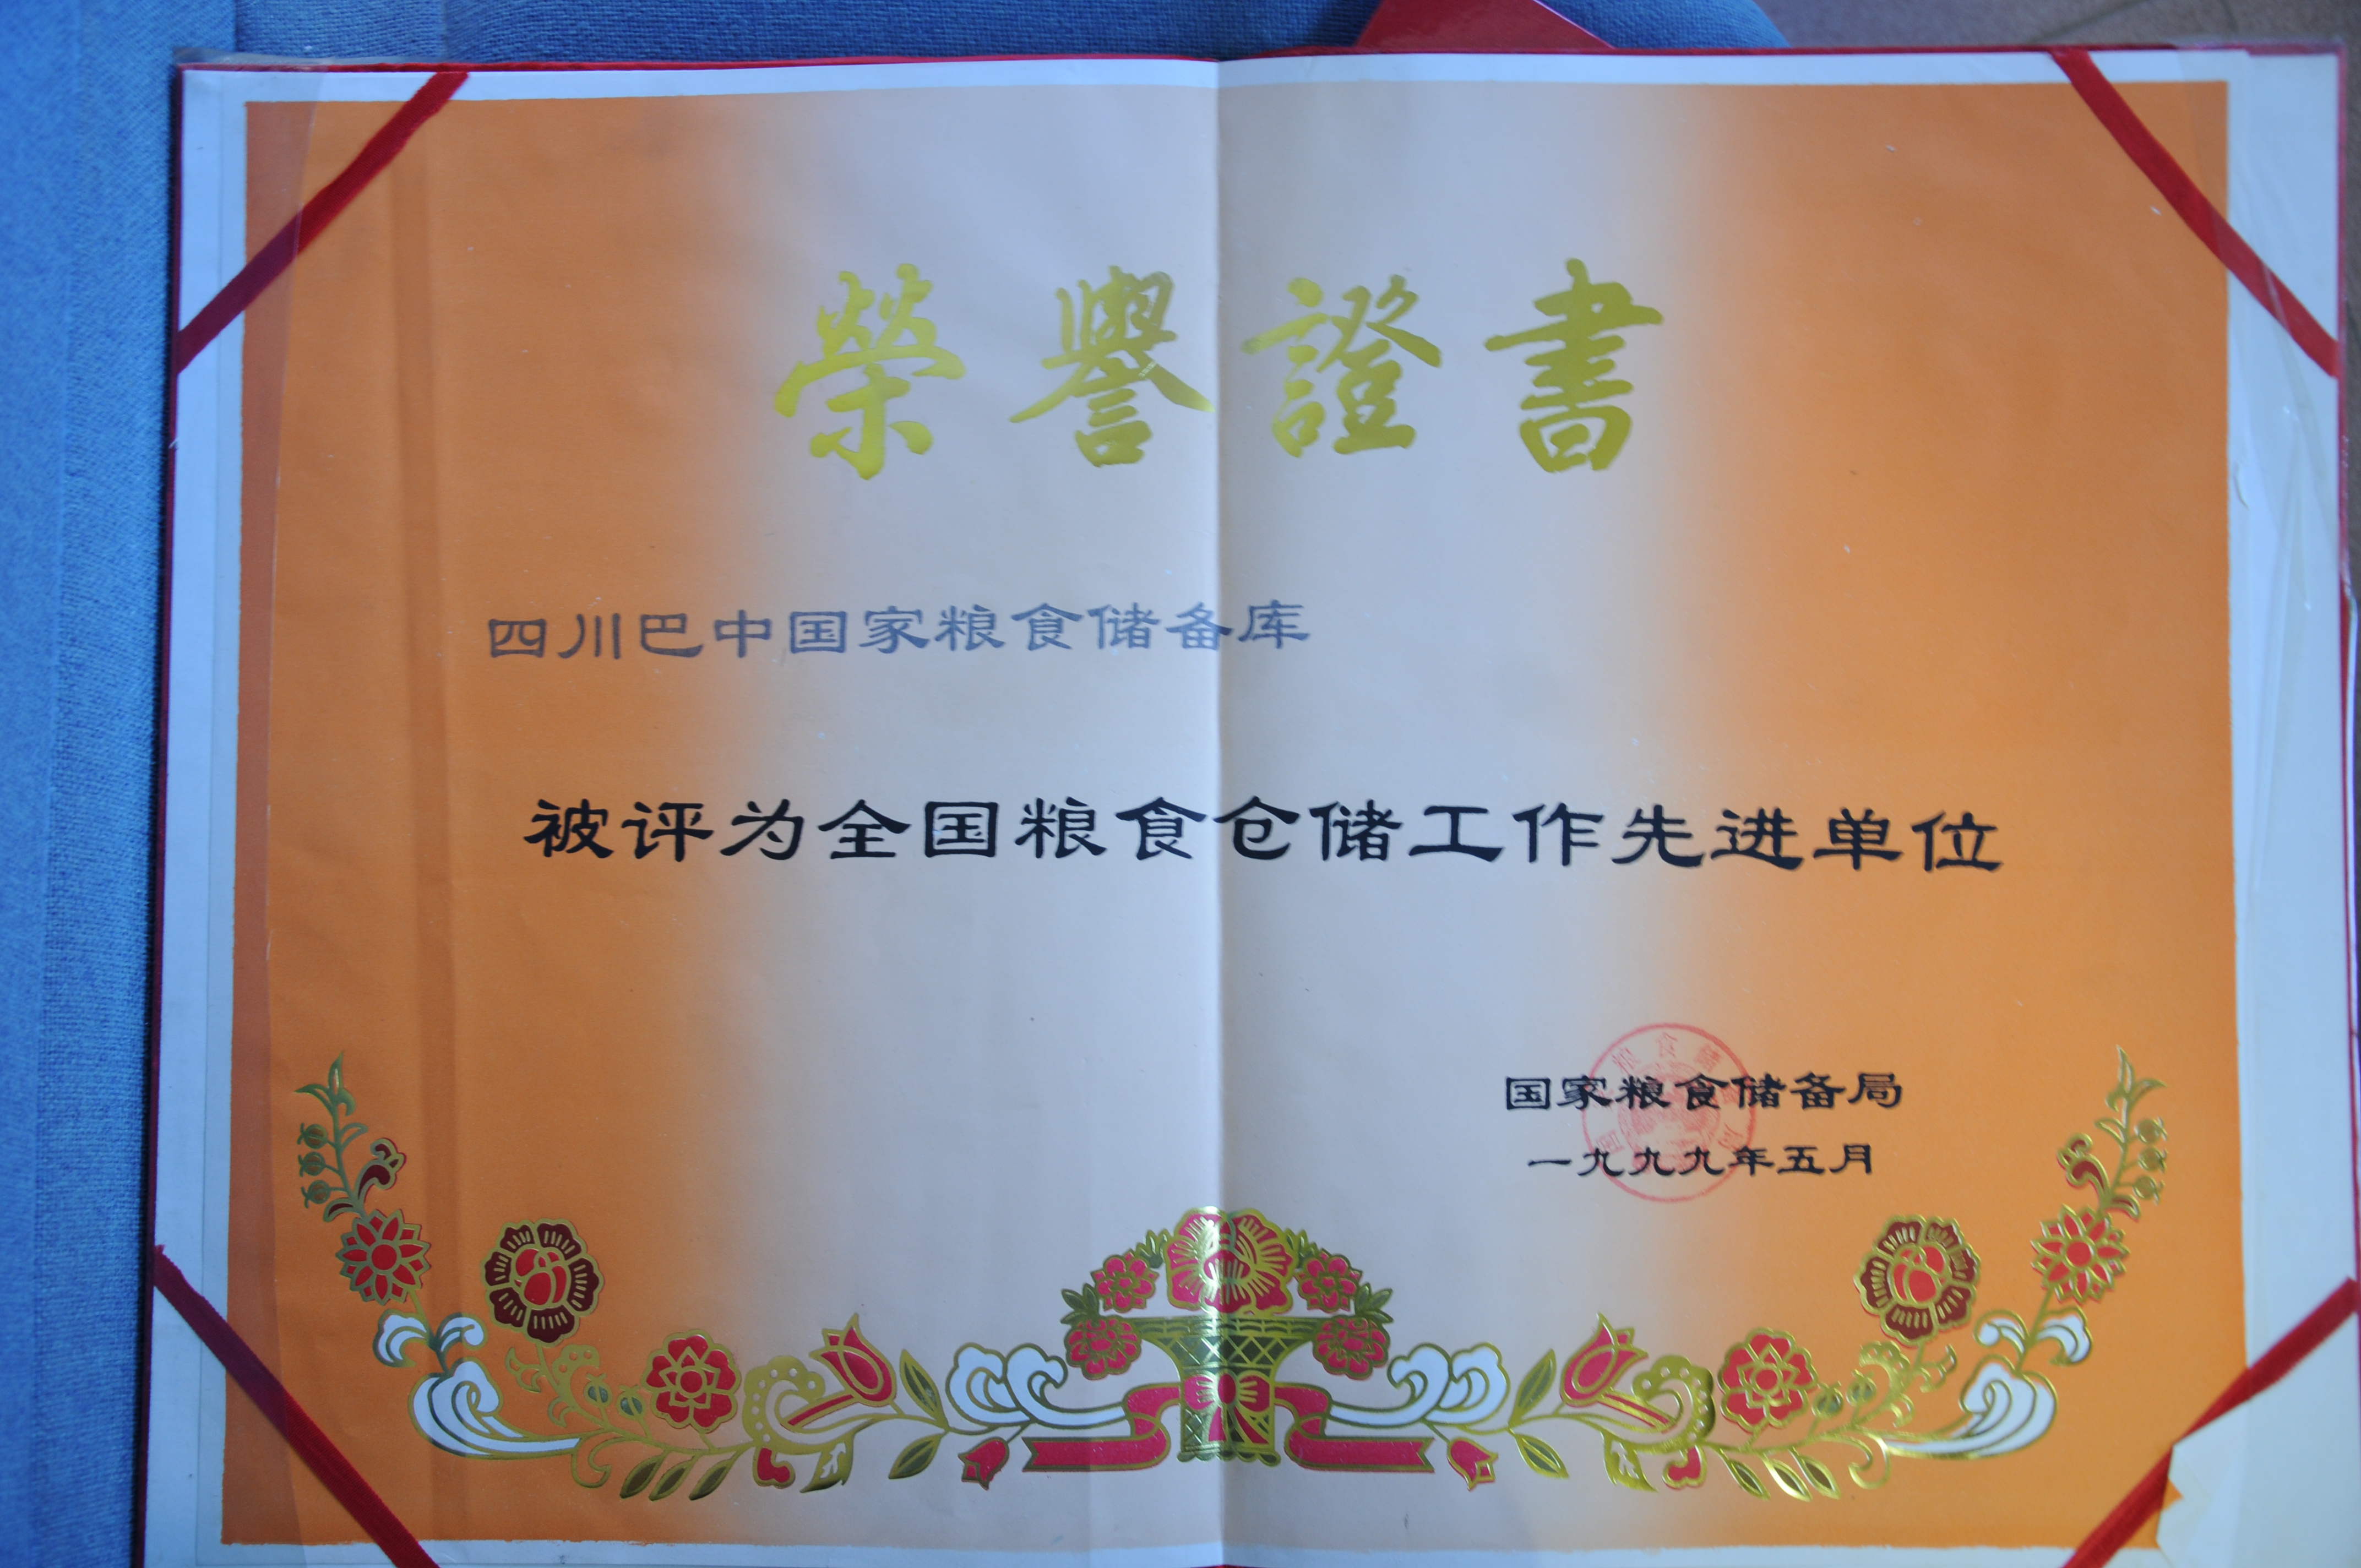 榮譽證書
四川巴中国家粮食储备库
被评为全国粮食仓储工作先进单位
国家粮食储备局
一九九九年五月